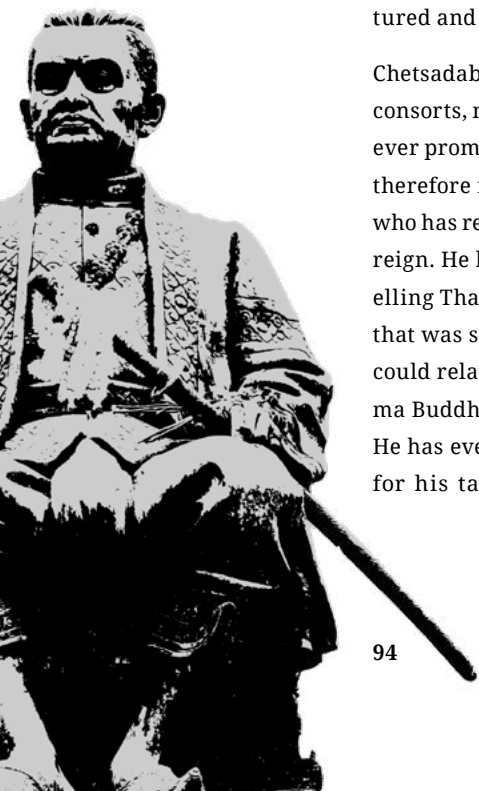 tured and
Chetsadab
consorts, r
ever prom
therefore r
who has re
reign. He l
elling Tha
that was s
could relat
ma Buddh
He has eve
for his ta
94